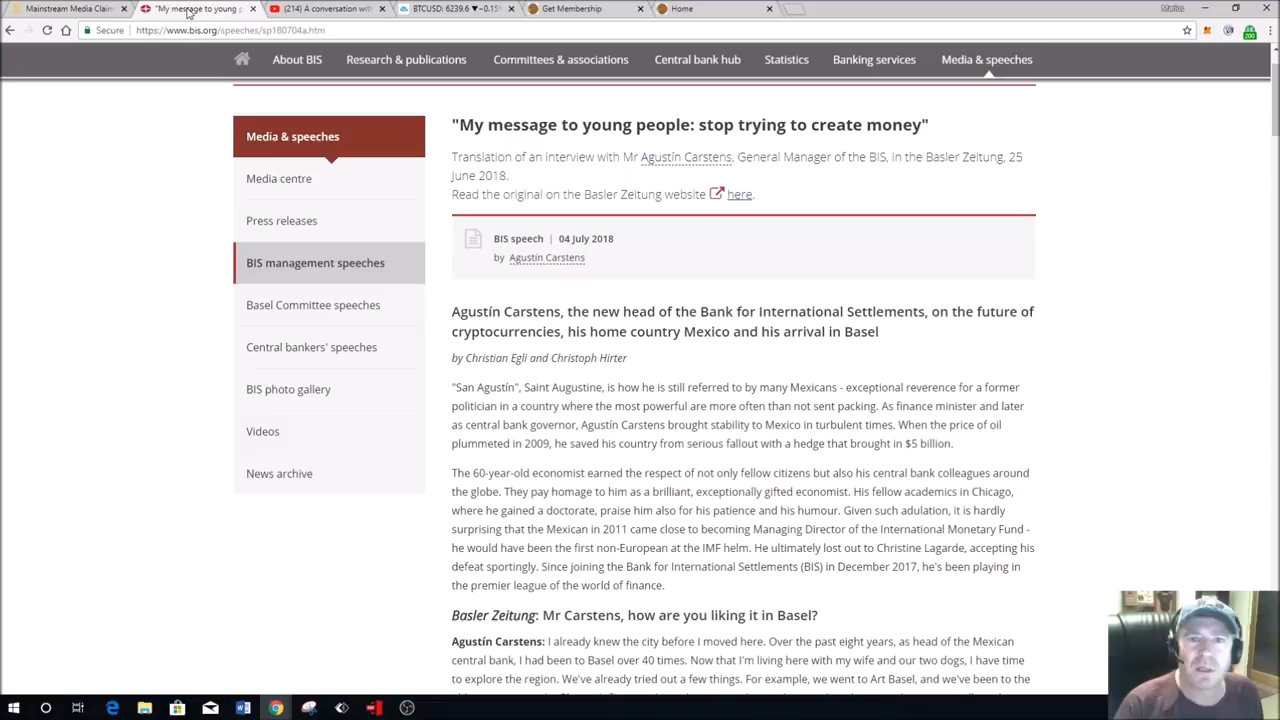 Mainstream Media Claim
"My message to young p
(214) A conversation with
BTCUSD: 6239.6 ▼−0.15
Get Membership
Home
Marius
Secure
https://www.bis.org/speeches/sp180704a.htm
200
About BIS
Research & publications
Committees & associations
Central bank hub
Statistics
Banking services
Media & speeches
Media & speeches
Media centre
Press releases
BIS management speeches
Basel Committee speeches
Central bankers' speeches
BIS photo gallery
Videos
News archive
"My message to young people: stop trying to create money"
Translation of an interview with Mr Agustín Carstens, General Manager of the BIS, in the Basler Zeitung, 25
June 2018.
Read the original on the Basler Zeitung website here.
BIS speech | 04 July 2018
by Agustín Carstens
Agustín Carstens, the new head of the Bank for International Settlements, on the future of
cryptocurrencies, his home country Mexico and his arrival in Basel
by Christian Egli and Christoph Hirter
"San Agustín", Saint Augustine, is how he is still referred to by many Mexicans - exceptional reverence for a former
politician in a country where the most powerful are more often than not sent packing. As finance minister and later
as central bank governor, Agustín Carstens brought stability to Mexico in turbulent times. When the price of oil
plummeted in 2009, he saved his country from serious fallout with a hedge that brought in $5 billion.
The 60-year-old economist earned the respect of not only fellow citizens but also his central bank colleagues around
the globe. They pay homage to him as a brilliant, exceptionally gifted economist. His fellow academics in Chicago,
where he gained a doctorate, praise him also for his patience and his humour. Given such adulation, it is hardly
surprising that the Mexican in 2011 came close to becoming Managing Director of the International Monetary Fund -
he would have been the first non-European at the IMF helm. He ultimately lost out to Christine Lagarde, accepting his
defeat sportingly. Since joining the Bank for International Settlements (BIS) in December 2017, he's been playing in
the premier league of the world of finance.
Basler Zeitung: Mr Carstens, how are you liking it in Basel?
Agustín Carstens: I already knew the city before I moved here. Over the past eight years, as head of the Mexican
central bank, I had been to Basel over 40 times. Now that I'm living here with my wife and our two dogs, I have time
to explore the region. We've already tried out a few things. For example, we went to Art Basel, and we've been to the